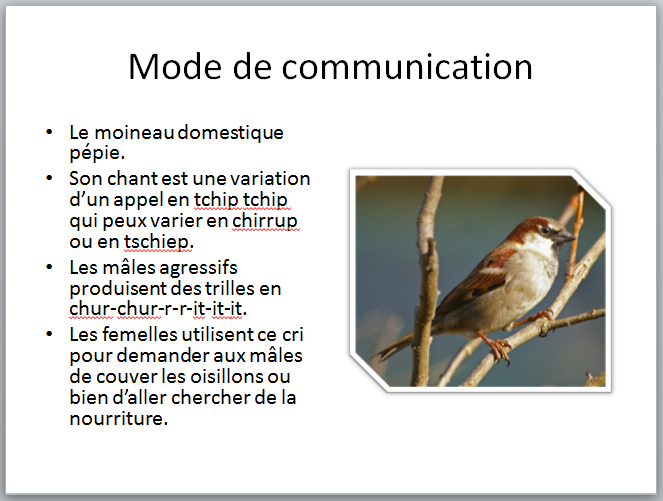 Mode de communication
• Le moineau domestique
pépie.
• Son chant est une variation
d’un appel en tchip tchip
qui peux varier en chirrup
ou en tschiep.
• Les mâles agressifs
produisent des trilles en
chur-chur-r-r-it-it-it.
• Les femelles utilisent ce cri
pour demander aux mâles
de couver les oisillons ou
bien d’aller chercher de la
nourriture.